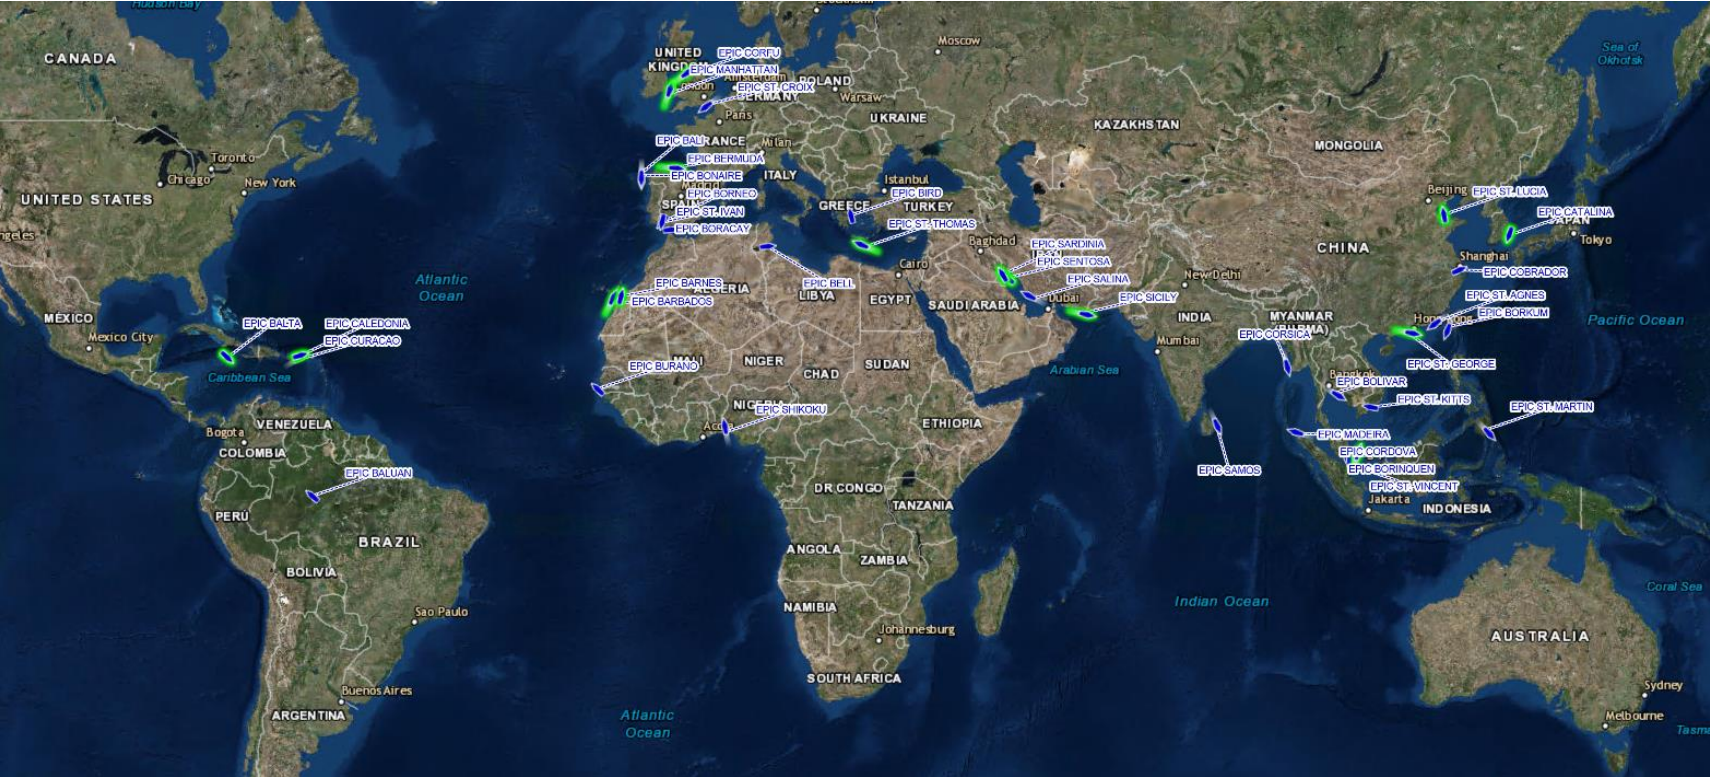 Hudson Bay
Stockholm
Moscow
Sea of
Okhotsk
CANADA
UNITED
KINGDOM
EPIC CORFU
EPIC MANHATTAN
Amsterdam
POLAND
EPIC ST. CROIX
GERMANY
Warsaw
Paris
UKRAINE
KAZAKHSTAN
MONGOLIA
EPIC BALI
FRANCE
Milan
Toronto
EPIC BERMUDA
Chicago
New York
EPIC BONAIRE
ITALY
Istanbul
Madrid
EPIC BORNEO
EPIC BIRD
Beijing
EPIC ST. LUCIA
UNITED STATES
SPAIN
GREECE
TURKEY
EPIC ST. IVAN
EPIC CATALINA
JAPAN
EPIC BORACAY
EPIC ST. THOMAS
Tokyo
ngeles
Baghdad
EPIC SARDINIA
CHINA
Cairo
EPIC SENTOSA
Shanghai
New Delhi
EPIC COBRADOR
Atlantic
Ocean
EPIC BARNES
ALGERIA
EPIC BELL
EPIC SALINA
LIBYA
EGYPT
EPIC BARBADOS
SAUDI ARABIA
Dubai
EPIC SICILY
EPIC ST. AGNES
MÉXICO
INDIA
MYANMAR
(BURMA)
Hong Kong
EPIC BORKUM
Pacific Ocean
EPIC BALTA
EPIC CALEDONIA
Mexico City
EPIC CURACAO
Mumbai
EPIC CORSICA
MALI
NIGER
CHAD
SUDAN
EPIC BURANO
Arabian Sea
EPIC ST. GEORGE
Caribbean Sea
Bangkok
EPIC BOLIVAR
NIGERIA
EPIC SHIKOKU
EPIC ST. KITTS
EPIC ST. MARTIN
VENEZUELA
Acc
ETHIOPIA
Bogota
EPIC MADEIRA
COLOMBIA
EPIC CORDOVA
EPIC BALUAN
EPIC SAMOS
EPIC BORINQUEN
EPIC ST. VINCENT
DR CONGO
Jakarta
TANZANIA
INDONESIA
PERÚ
BRAZIL
ANGOLA
ZAMBIA
BOLIVIA
Coral Sea
Indian Ocean
NAMIBIA
Sao Paulo
Johannesburg
AUSTRALIA
SOUTH AFRICA
Sydney
Buenos Aires
ARGENTINA
Atlantic
Ocean
Melbourne
Tasm